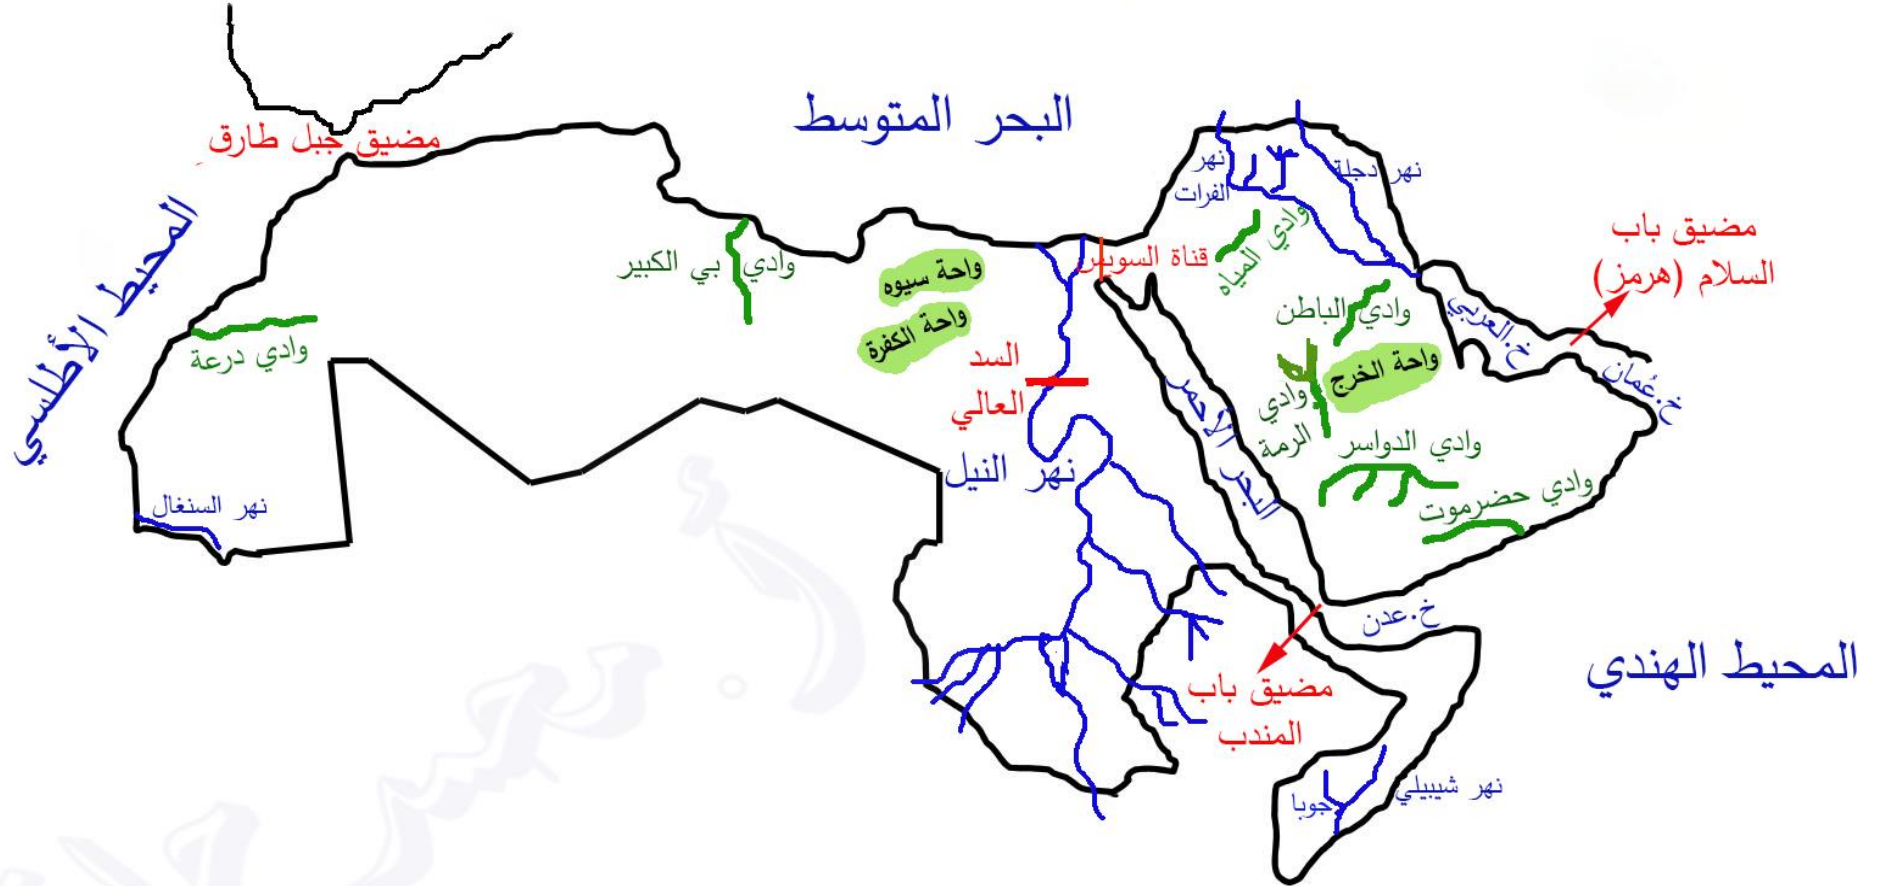 البحر المتوسط
مضيق جبل طارق
المحيط الأطلسي
نهر دجلة
نهر
الفرات
وادي المياه
مضيق باب
السلام (هرمز)
قناة السويس
وادي بي الكبير
واحة سيوه
واحة الكفرة
وادي الباطن
خ.العربي
خ.عُمان
واحة الخرج
وادي
الرمة
وادي درعة
السد
العالي
البحر الأحمر
وادي الدواسر
وادي حضرموت
نهر النيل
نهر السنغال
خ.عدن
المحيط الهندي
مضيق باب
المندب
نهر شيبيلي
جوبا